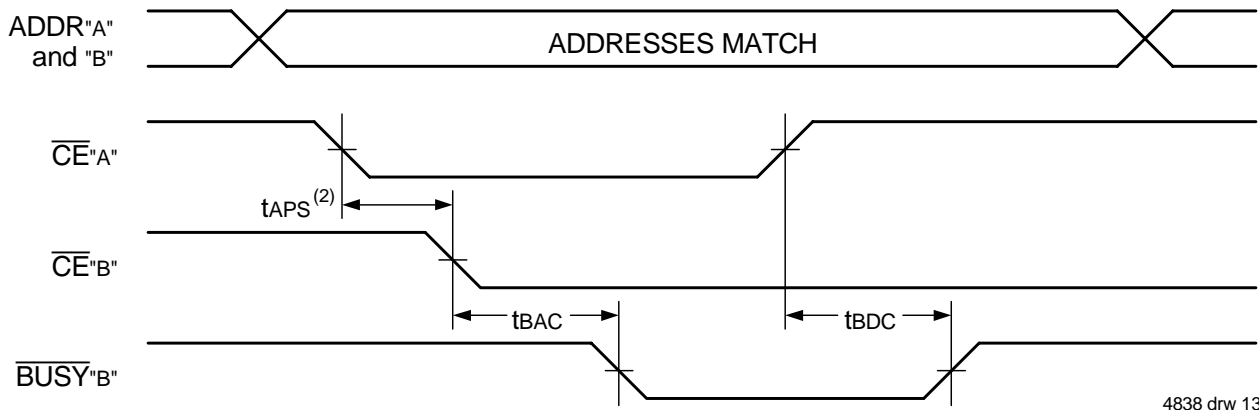 ADDR"A"
and "B"
ADDRESSES MATCH
CE"A"
tAPS(2)
CE"B"
tBAC
tBDC
BUSY"B"
4838 drw 13